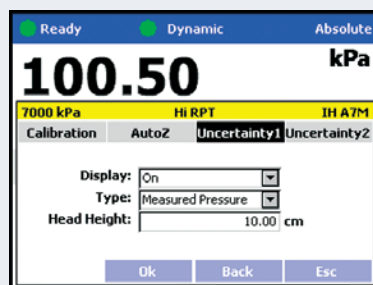 Ready Dynamic Absolute
100.50 kPa
7000 kPa Hi RPT IH A7M
Calibration AutoZ Uncertainty1 Uncertainty2
Display: On
Type: Measured Pressure
Head Height: 10.00 cm
Ok Back Esc